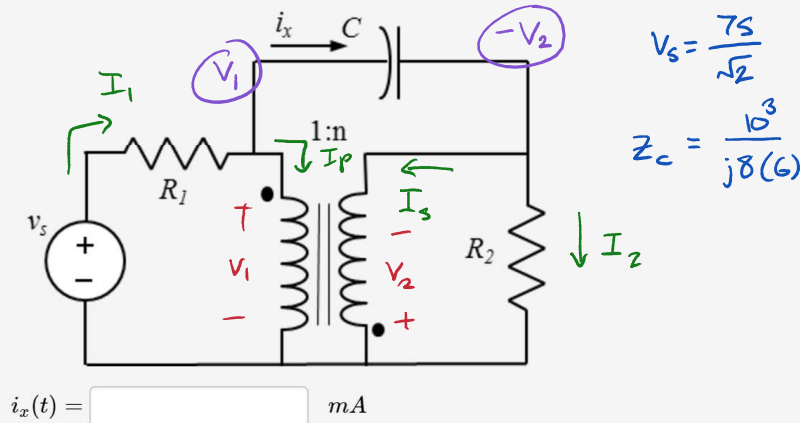 i_x C
V_1
-V_2
V_s = 75/√2
I_1
1:n
I_p
Z_c = 10^3/j8(6)
R_1
I_s
v_s
+
−
+
V_1
−
−
V_2
+
R_2
I_2
i_x(t) =
mA